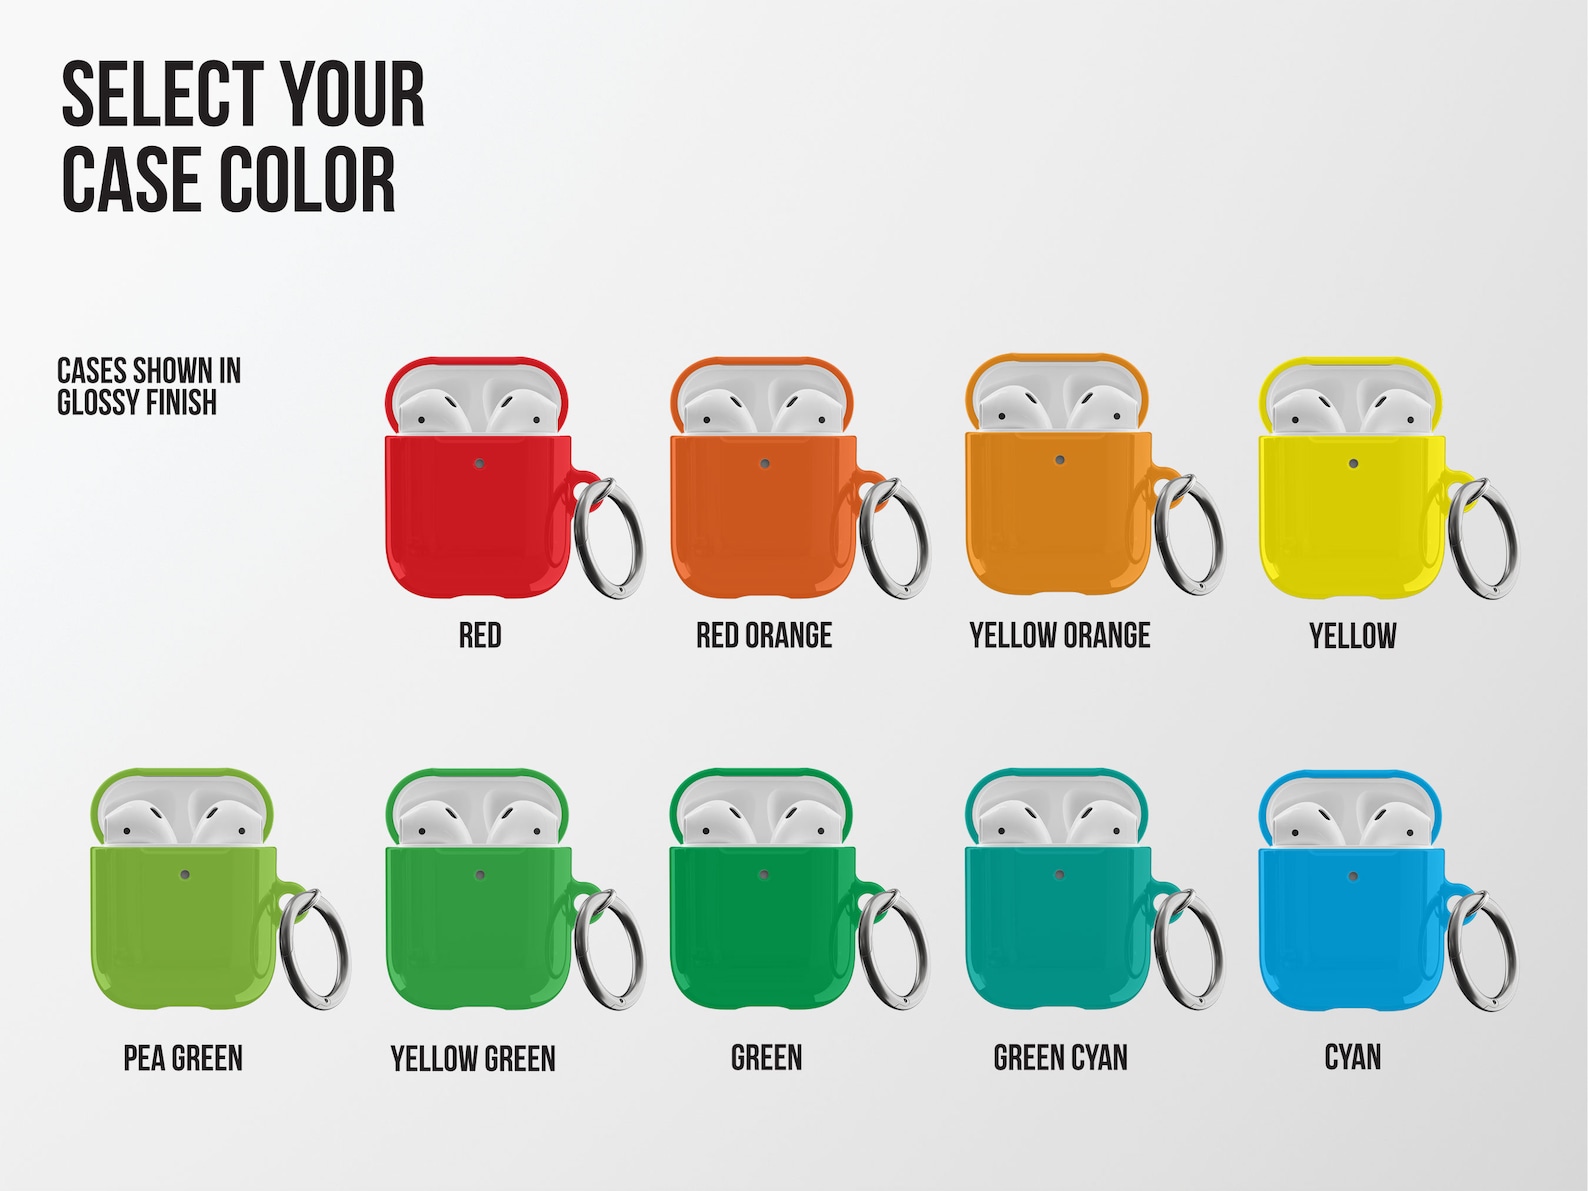 SELECT YOUR
CASE COLOR
CASES SHOWN IN
GLOSSY FINISH
RED
RED ORANGE
YELLOW ORANGE
YELLOW
PEA GREEN
YELLOW GREEN
GREEN
GREEN CYAN
CYAN